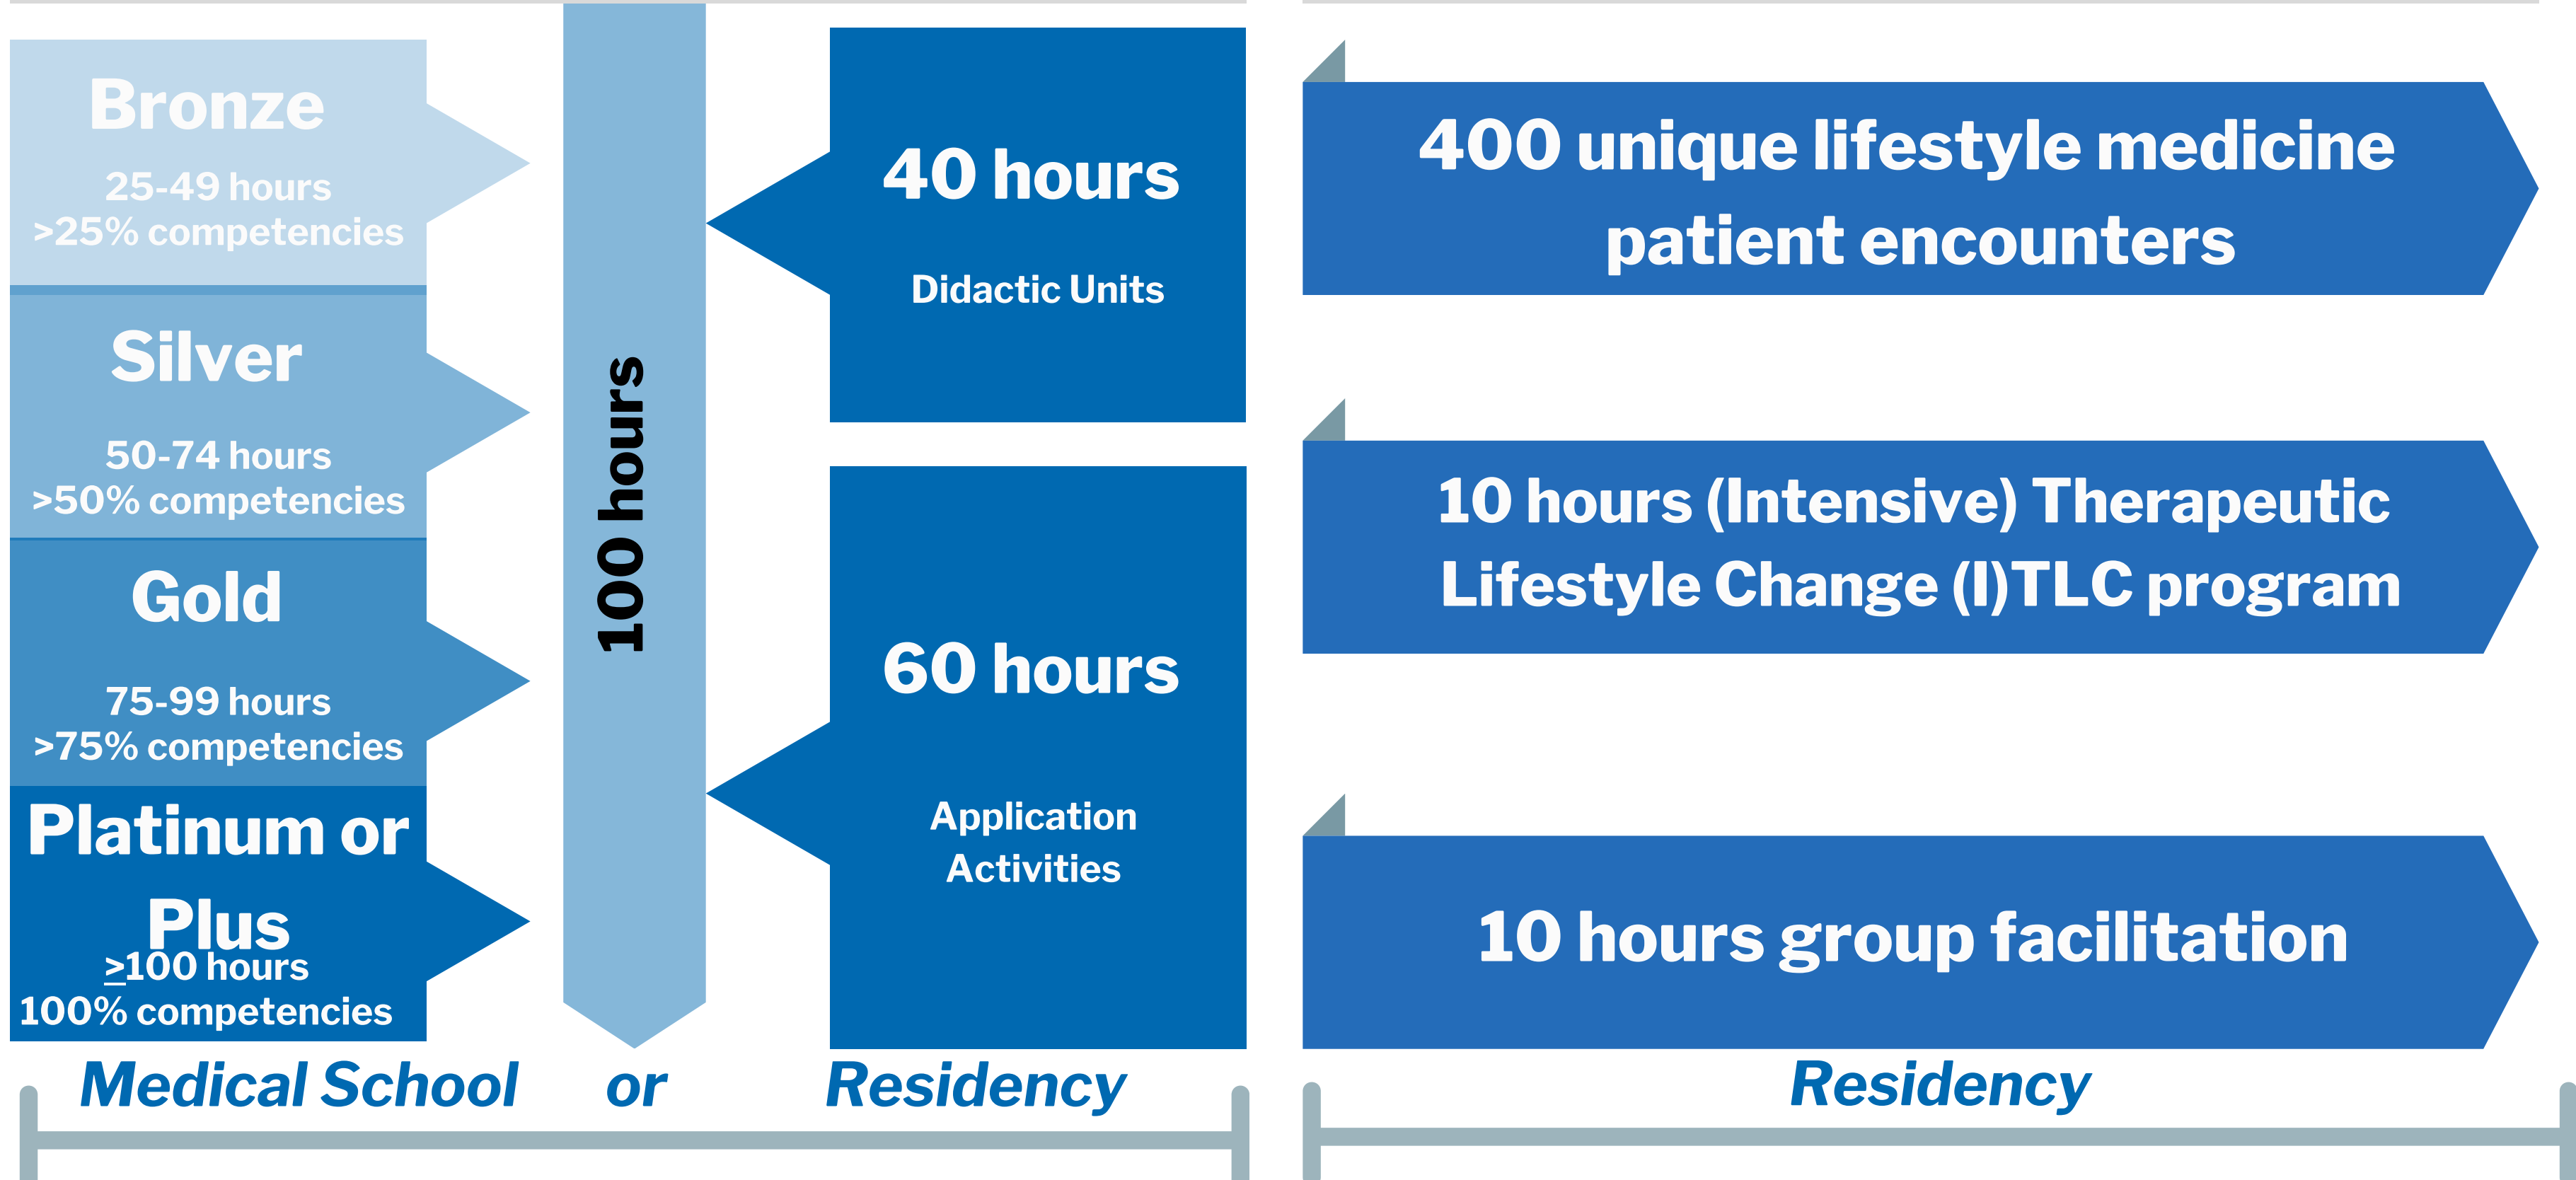 Bronze
25-49 hours
>25% competencies
Silver
50-74 hours
>50% competencies
Gold
75-99 hours
>75% competencies
Platinum or
Plus
≥100 hours
100% competencies
100 hours
40 hours
Didactic Units
60 hours
Application
Activities
Medical School or Residency
400 unique lifestyle medicine
patient encounters
10 hours (Intensive) Therapeutic
Lifestyle Change (I)TLC program
10 hours group facilitation
Residency